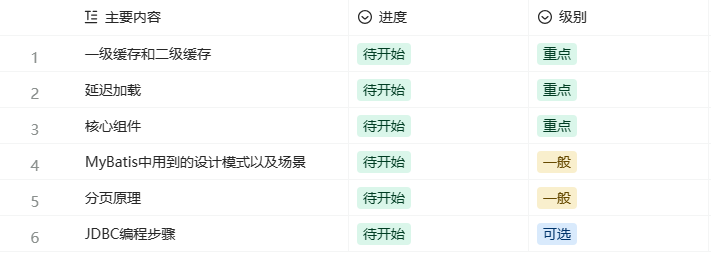 主要内容 进度 级别
1 一级缓存和二级缓存 待开始 重点
2 延迟加载 待开始 重点
3 核心组件 待开始 重点
4 MyBatis中用到的设计模式以及场景 待开始 一般
5 分页原理 待开始 一般
6 JDBC编程步骤 待开始 可选